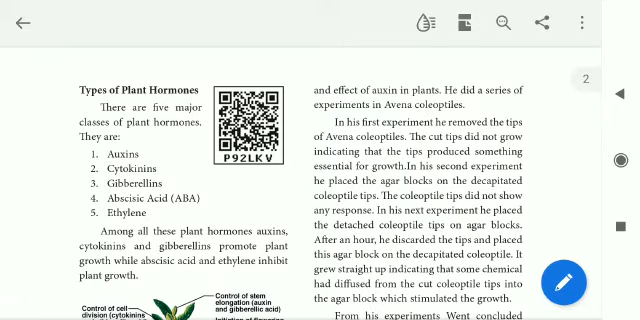 2
Types of Plant Hormones
There are five major
classes of plant hormones.
They are:
1. Auxins
2. Cytokinins
3. Gibberellins
4. Abscisic Acid (ABA)
5. Ethylene
P92LKV
Among all these plant hormones auxins,
cytokinins and gibberellins promote plant
growth while abscisic acid and ethylene inhibit
plant growth.
Control of cell
division (cytokinins
Control of stem
elongation (auxin
and gibberellic acid)
and effect of auxin in plants. He did a series of
experiments in Avena coleoptiles.
In his first experiment he removed the tips
of Avena coleoptiles. The cut tips did not grow
indicating that the tips produced something
essential for growth.In his second experiment
he placed the agar blocks on the decapitated
coleoptile tips. The coleoptile tips did not show
any response. In his next experiment he placed
the detached coleoptile tips on agar blocks.
After an hour, he discarded the tips and placed
this agar block on the decapitated coleoptile. It
grew straight up indicating that some chemical
had diffused from the cut coleoptile tips into
the agar block which stimulated the growth.
From his experiments Went concluded